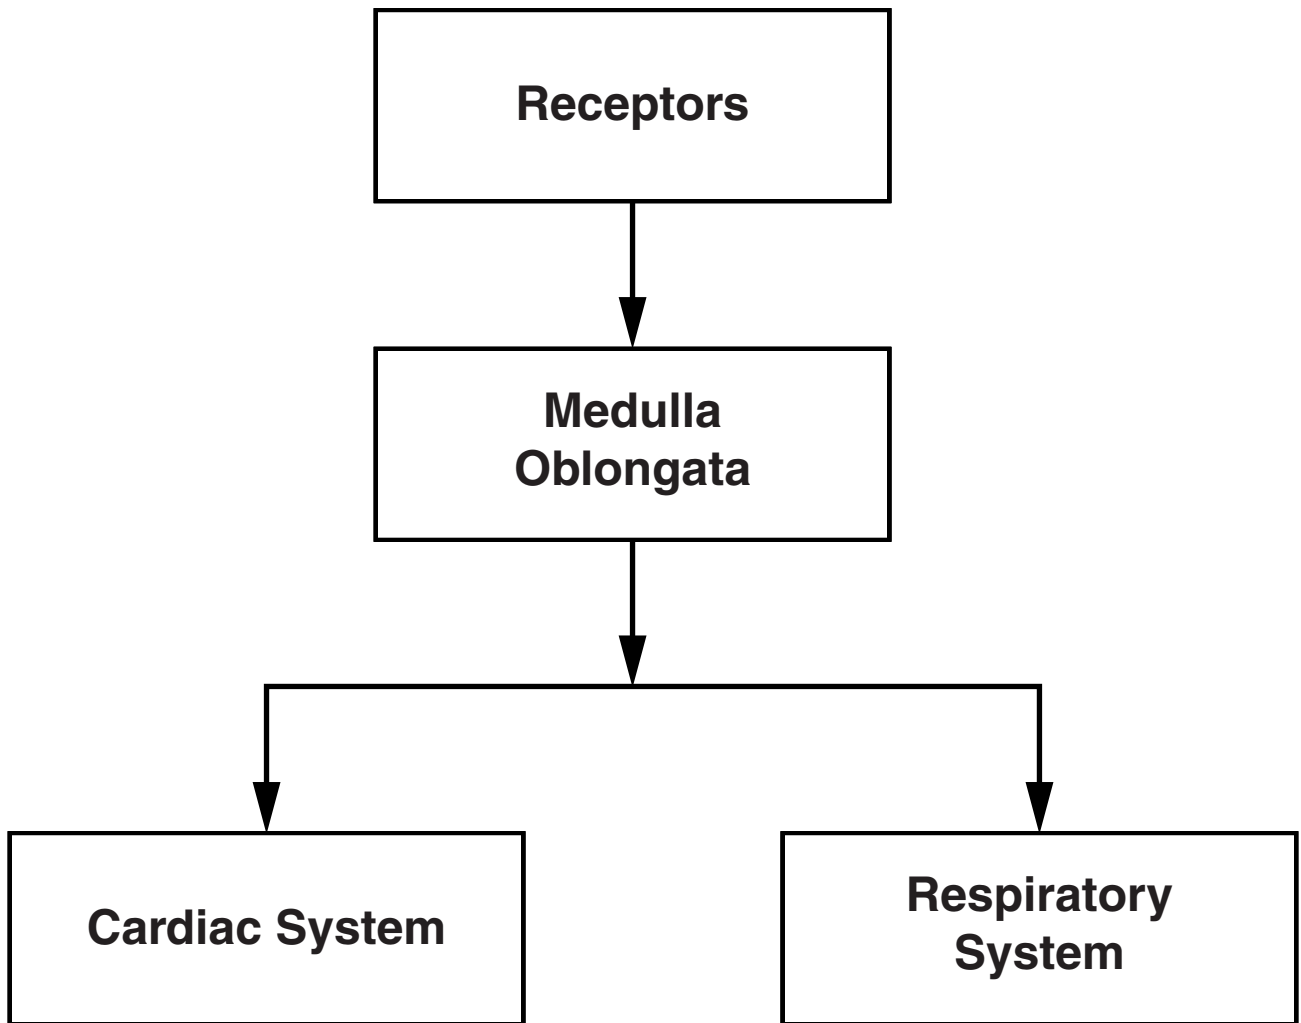 Receptors
Medulla
Oblongata
Cardiac System
Respiratory
System